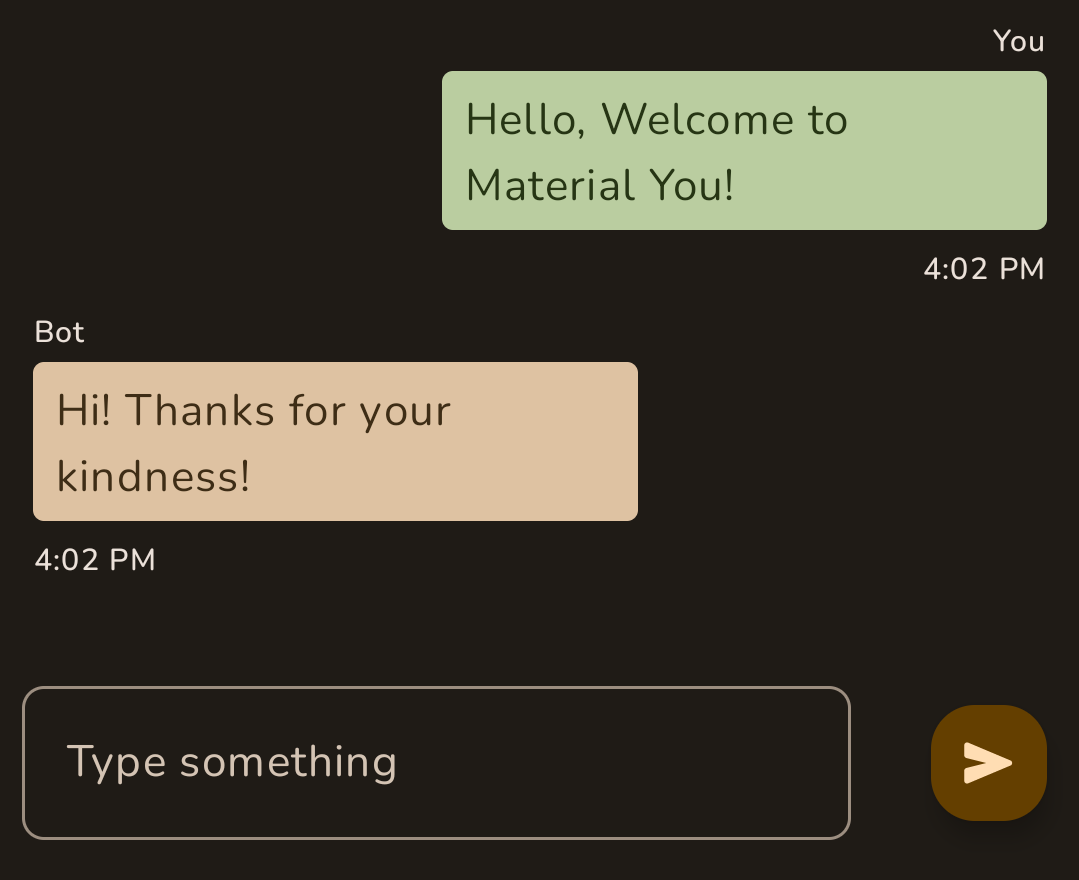 You
Hello, Welcome to
Material You!
4:02 PM
Bot
Hi! Thanks for your
kindness!
4:02 PM
Type something